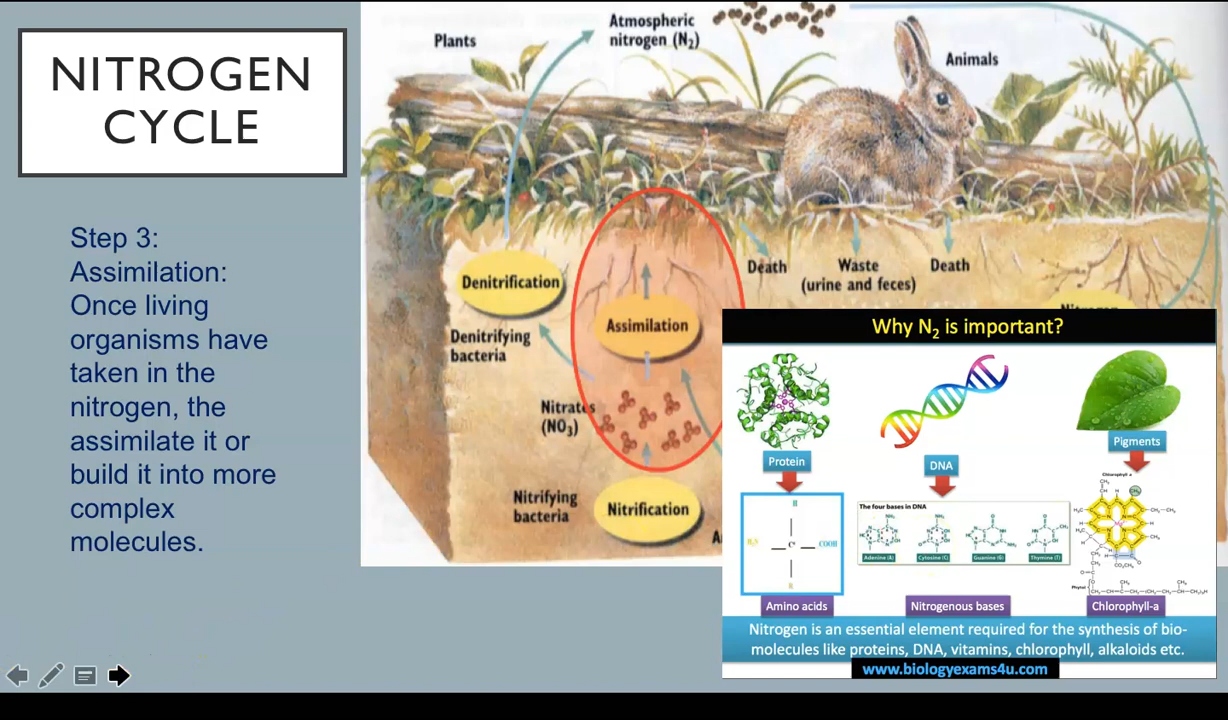 NITROGEN
CYCLE
Step 3:
Assimilation:
Once living
organisms have
taken in the
nitrogen, the
assimilate it or
build it into more
complex
molecules.
Plants
Atmospheric
nitrogen (N₂)
Animals
Denitrification
Denitrifying
bacteria
Assimilation
Nitrates
(NO₃)
Nitrifying
bacteria
Nitrification
Death
Waste
(urine and feces)
Death
Why N₂ is important?
Protein
DNA
Pigments
Chlorophyll a
H
H₂N
C
COOH
R
The four bases in DNA
Adenine (A)
Cytosine (C)
Guanine (G)
Thymine (T)
Phytol
Amino acids
Nitrogenous bases
Chlorophyll-a
Nitrogen is an essential element required for the synthesis of bio-
molecules like proteins, DNA, vitamins, chlorophyll, alkaloids etc.
www.biologyexams4u.com